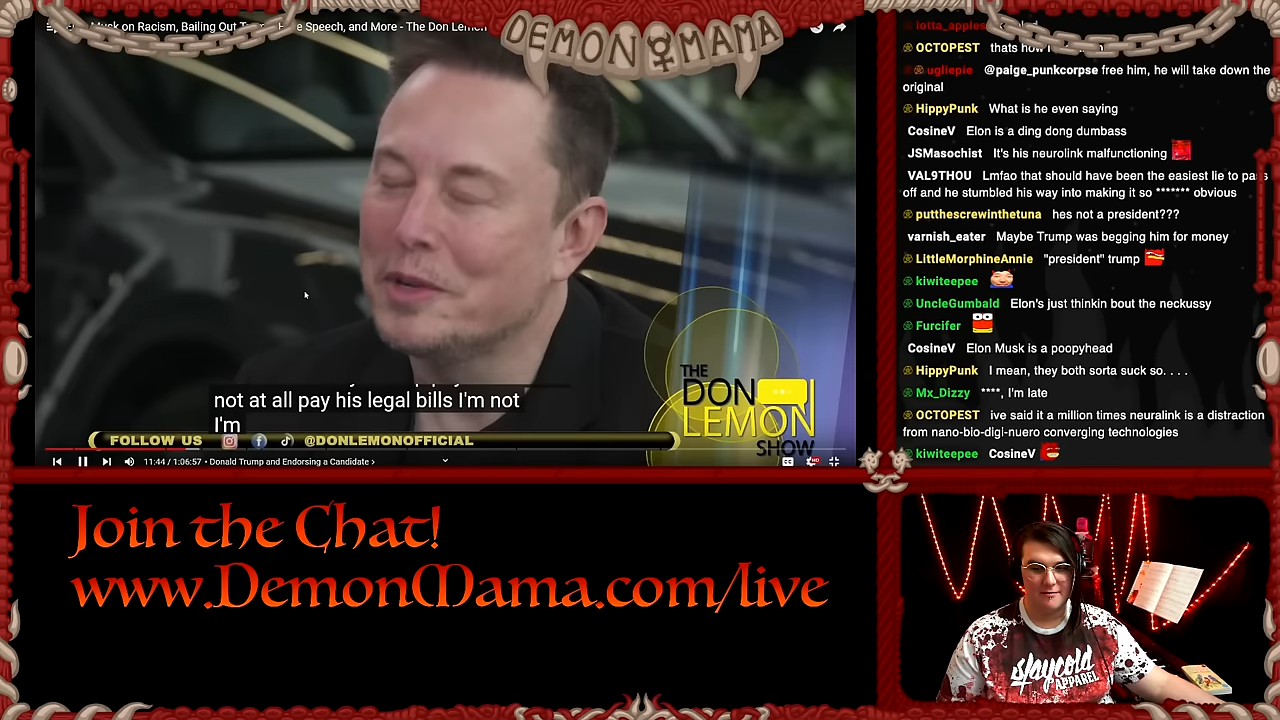 Musk on Racism, Bailing Out
Speech, and More - The Don Lemon
DEMON MAMA
not at all pay his legal bills I'm not
I'm
THE
DON
LEMON
SHOW
FOLLOW US @DONLEMONOFFICIAL
11:44 / 1:06:57 • Donald Trump and Endorsing a Candidate >
HD
iotta_apples
OCTOPEST thats how I
ugliepie @paige_punkcorpse free him, he will take down the
original
HippyPunk What is he even saying
CosineV Elon is a ding dong dumbass
JSMasochist It's his neurolink malfunctioning
VAL9THOU Lmfao that should have been the easiest lie to pass
off and he stumbled his way into making it so ******* obvious
putthescrewinthetuna hes not a president???
varnish_eater Maybe Trump was begging him for money
LittleMorphineAnnie "president" trump
kiwiteepee
UncleGumbald Elon's just thinkin bout the neckussy
Furcifer
CosineV Elon Musk is a poopyhead
HippyPunk I mean, they both sorta suck so. . . .
Mx_Dizzy ****, I'm late
OCTOPEST ive said it a million times neuralink is a distraction
from nano-bio-digi-nuero converging technologies
kiwiteepee CosineV
Join the Chat!
www.DemonMama.com/live
staycold
APPAREL